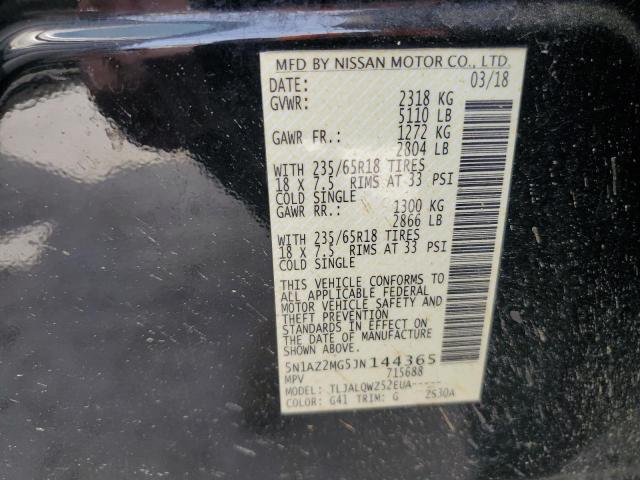 MFD BY NISSAN MOTOR CO., LTD.
DATE: 03/18
GVWR: 2318 KG
5110 LB
GAWR FR.: 1272 KG
2804 LB
WITH 235/65R18 TIRES
18 X 7.5 RIMS AT 33 PSI
COLD SINGLE
GAWR RR.: 1300 KG
2866 LB
WITH 235/65R18 TIRES
18 X 7.5 RIMS AT 33 PSI
COLD SINGLE
THIS VEHICLE CONFORMS TO
ALL APPLICABLE FEDERAL
MOTOR VEHICLE SAFETY AND
THEFT PREVENTION
STANDARDS IN EFFECT ON
THE DATE OF MANUFACTURE
SHOWN ABOVE.
5N1AZ2MG5JN144365
MPV 715688
MODEL: TLJALQWZ52EUA-----
COLOR: G41 TRIM: G ZS30A